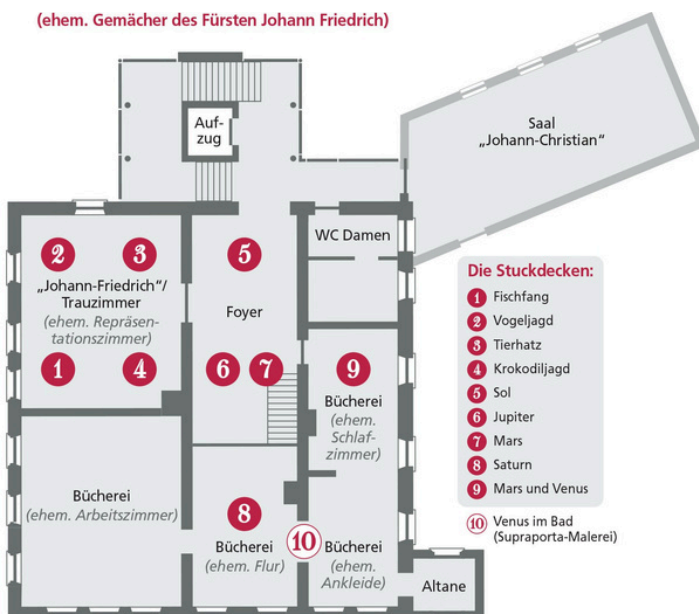 (ehem. Gemächer des Fürsten Johann Friedrich)
Auf-
zug
Saal
„Johann-Christian“
WC Damen
2
3
5
„Johann-Friedrich“/
Trauzimmer
(ehem. Repräsen-
tationszimmer)
Foyer
1
4
6
7
9
Bücherei
(ehem.
Schlaf-
zimmer)
Bücherei
(ehem. Arbeitszimmer)
8
Bücherei
(ehem. Flur)
10
Bücherei
(ehem.
Ankleide)
Altane
Die Stuckdecken:
1 Fischfang
2 Vogeljagd
3 Tierhatz
4 Krokodiljagd
5 Sol
6 Jupiter
7 Mars
8 Saturn
9 Mars und Venus
10 Venus im Bad
(Supraporta-Malerei)